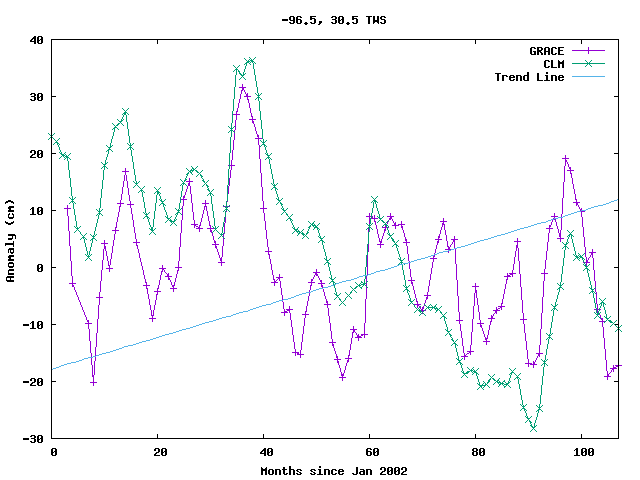 -96.5, 30.5 TWS
GRACE
CLM
Trend Line
40
30
20
10
0
-10
-20
-30
Anomaly (cm)
0 20 40 60 80 100
Months since Jan 2002